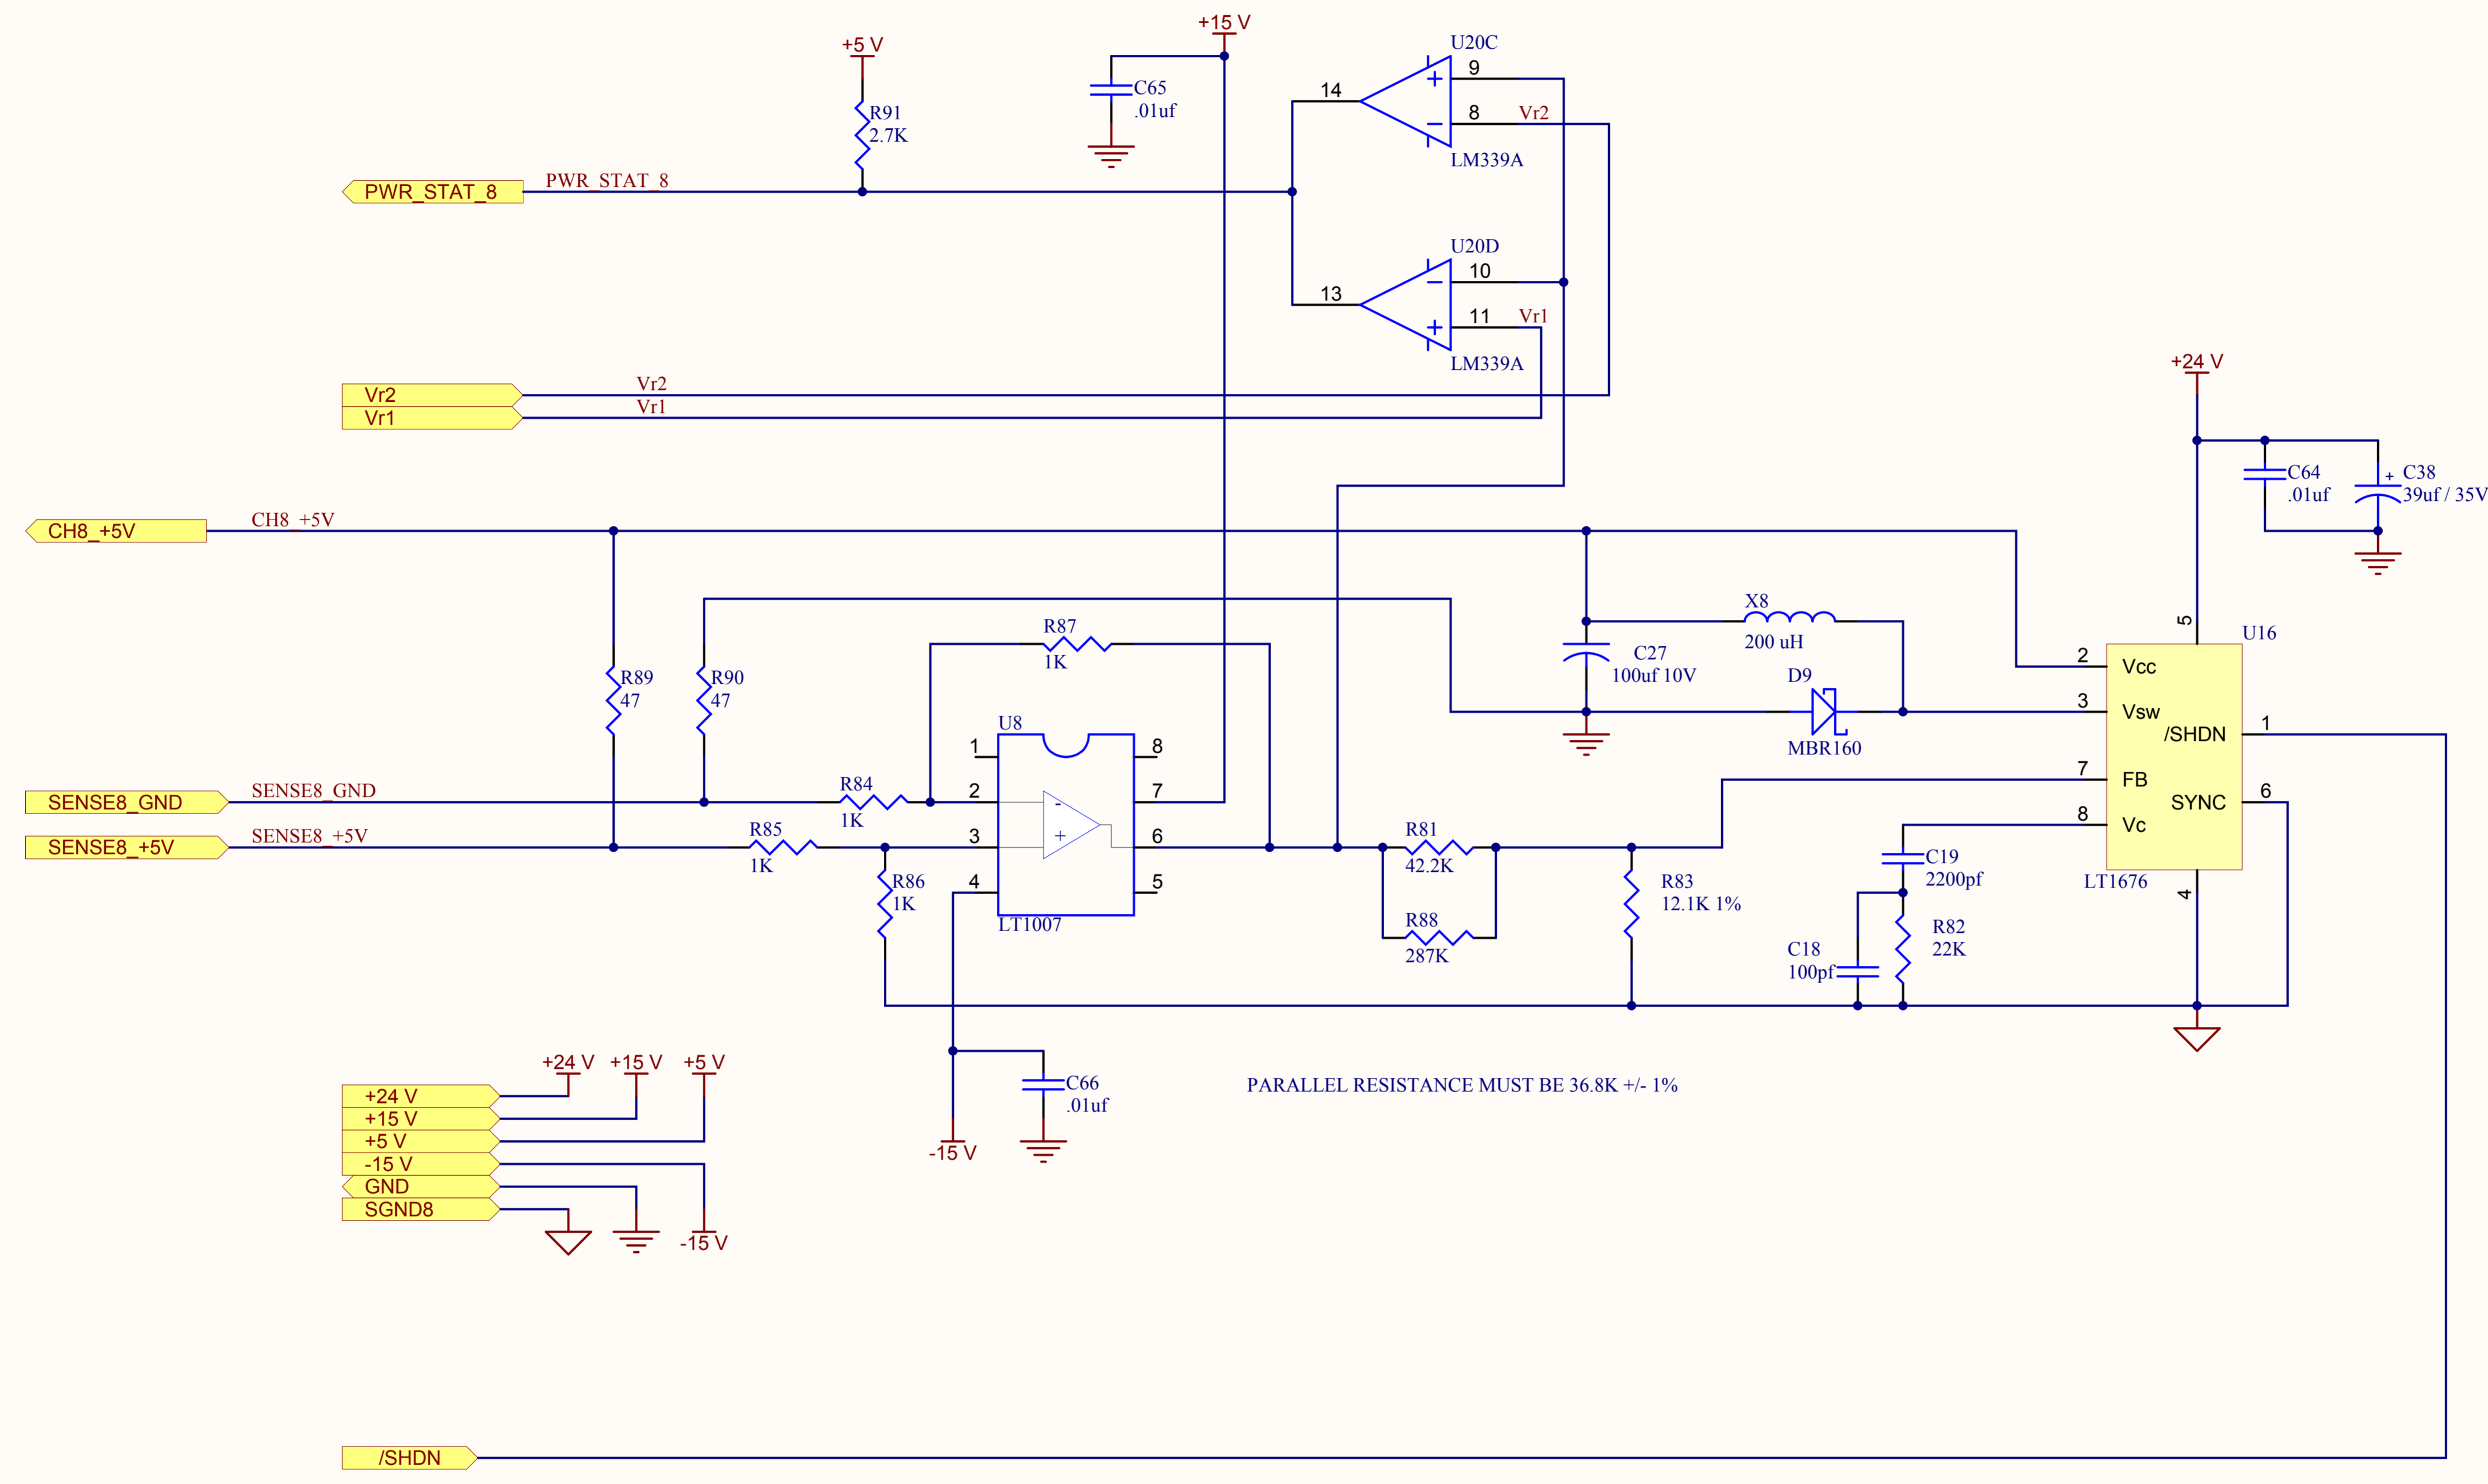 +15 V
+5 V
U20C
9
14
C65
.01uf
R91
2.7K
8
Vr2
LM339A
PWR_STAT_8
PWR_STAT_8
U20D
10
13
11
Vr1
LM339A
+24 V
Vr2
Vr2
Vr1
Vr1
C64
.01uf
+ C38
39uf / 35V
CH8_+5V
CH8_+5V
X8
200 uH
5
U16
R87
1K
C27
100uf 10V
2
Vcc
R89
47
R90
47
D9
MBR160
3
Vsw
/SHDN
1
U8
1
8
7
FB
SYNC
6
SENSE8_GND
SENSE8_GND
R84
1K
2
-
7
8
Vc
SENSE8_+5V
SENSE8_+5V
R85
1K
3
+
6
R81
42.2K
C19
2200pf
LT1676
4
R86
1K
4
5
LT1007
R83
12.1K 1%
R88
287K
C18
100pf
R82
22K
+24 V
+15 V
+5 V
C66
.01uf
PARALLEL RESISTANCE MUST BE 36.8K +/- 1%
+24 V
+15 V
+5 V
-15 V
GND
SGND8
-15 V
-15 V
/SHDN